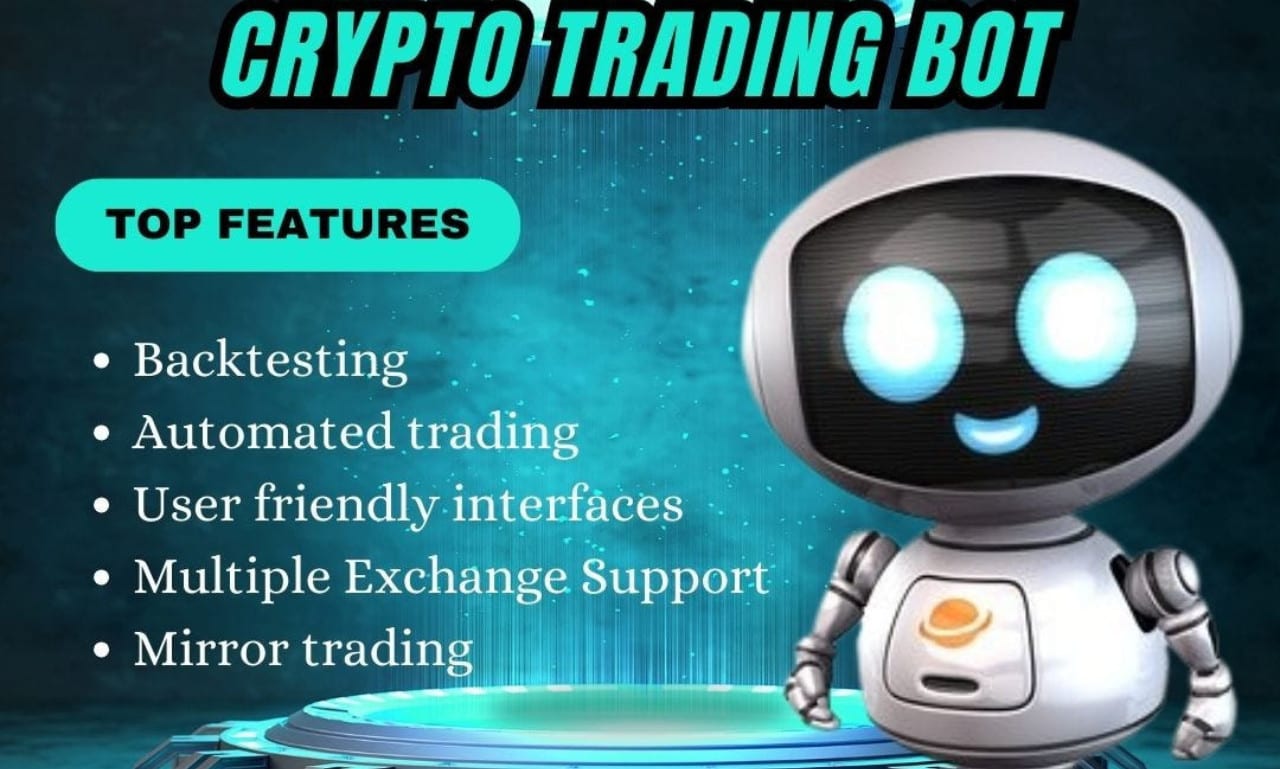 CRYPTO TRADING BOT
TOP FEATURES
• Backtesting
• Automated trading
• User friendly interfaces
• Multiple Exchange Support
• Mirror trading